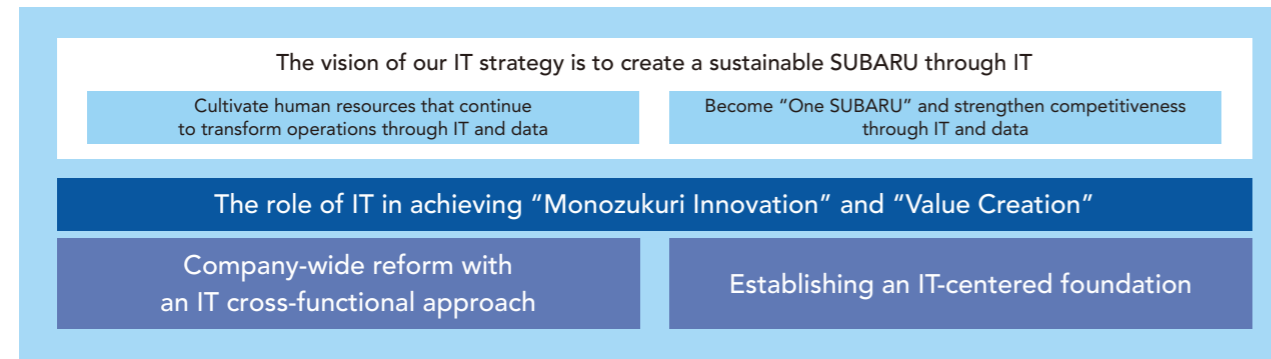 The vision of our IT strategy is to create a sustainable SUBARU through IT
Cultivate human resources that continue
to transform operations through IT and data
Become “One SUBARU” and strengthen competitiveness
through IT and data
The role of IT in achieving “Monozukuri Innovation” and “Value Creation”
Company-wide reform with
an IT cross-functional approach
Establishing an IT-centered foundation